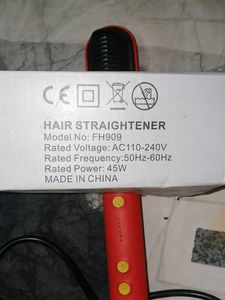 HAIR STRAIGHTENER
Model No: FH909
Rated Voltage: AC110-240V
Rated Frequency:50Hz-60Hz
Rated Power: 45W
MADE IN CHINA